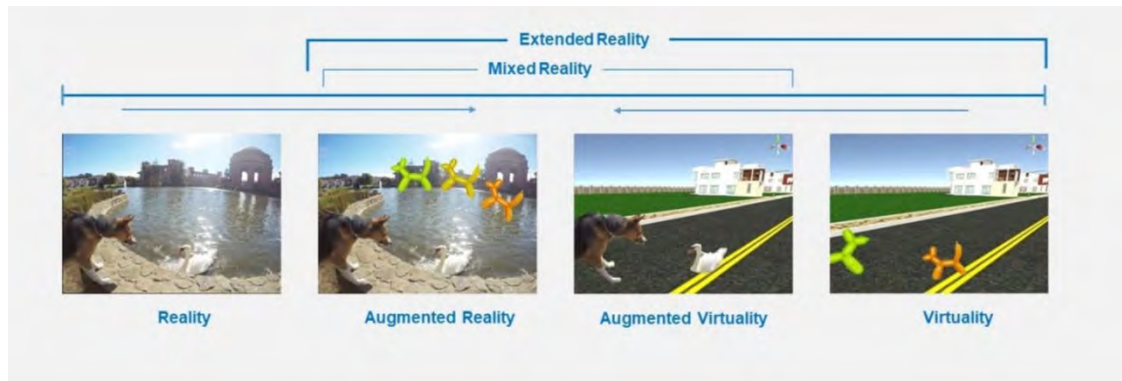 Extended Reality
Mixed Reality
Reality
Augmented Reality
Augmented Virtuality
Virtuality